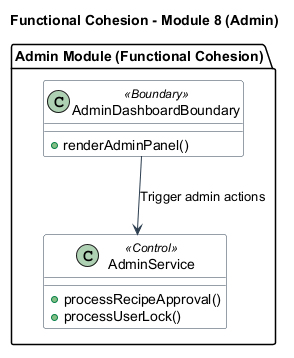 Functional Cohesion - Module 8 (Admin)
Admin Module (Functional Cohesion)
C
«Boundary»
AdminDashboardBoundary
renderAdminPanel()
Trigger admin actions
C
«Control»
AdminService
processRecipeApproval()
processUserLock()